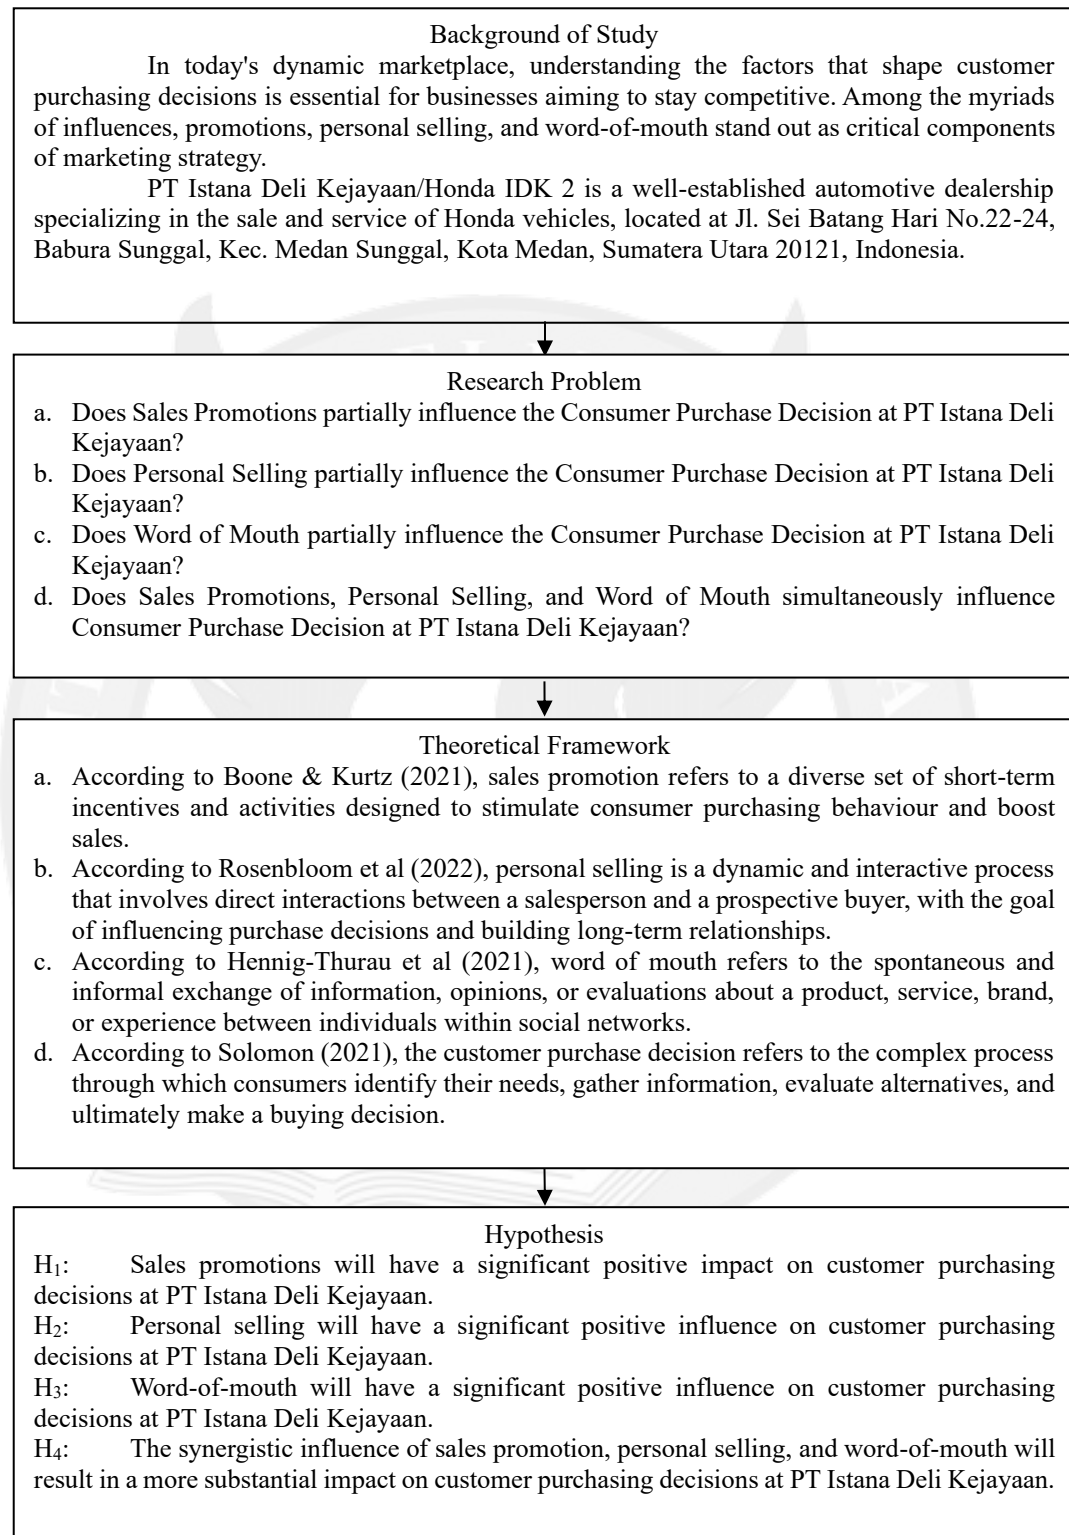 Background of Study
In today's dynamic marketplace, understanding the factors that shape customer
purchasing decisions is essential for businesses aiming to stay competitive. Among the myriads
of influences, promotions, personal selling, and word-of-mouth stand out as critical components
of marketing strategy.
PT Istana Deli Kejayaan/Honda IDK 2 is a well-established automotive dealership
specializing in the sale and service of Honda vehicles, located at Jl. Sei Batang Hari No.22-24,
Babura Sunggal, Kec. Medan Sunggal, Kota Medan, Sumatera Utara 20121, Indonesia.
Research Problem
a. Does Sales Promotions partially influence the Consumer Purchase Decision at PT Istana Deli
Kejayaan?
b. Does Personal Selling partially influence the Consumer Purchase Decision at PT Istana Deli
Kejayaan?
c. Does Word of Mouth partially influence the Consumer Purchase Decision at PT Istana Deli
Kejayaan?
d. Does Sales Promotions, Personal Selling, and Word of Mouth simultaneously influence
Consumer Purchase Decision at PT Istana Deli Kejayaan?
Theoretical Framework
a. According to Boone & Kurtz (2021), sales promotion refers to a diverse set of short-term
incentives and activities designed to stimulate consumer purchasing behaviour and boost
sales.
b. According to Rosenbloom et al (2022), personal selling is a dynamic and interactive process
that involves direct interactions between a salesperson and a prospective buyer, with the goal
of influencing purchase decisions and building long-term relationships.
c. According to Hennig-Thurau et al (2021), word of mouth refers to the spontaneous and
informal exchange of information, opinions, or evaluations about a product, service, brand,
or experience between individuals within social networks.
d. According to Solomon (2021), the customer purchase decision refers to the complex process
through which consumers identify their needs, gather information, evaluate alternatives, and
ultimately make a buying decision.
Hypothesis
H₁: Sales promotions will have a significant positive impact on customer purchasing
decisions at PT Istana Deli Kejayaan.
H₂: Personal selling will have a significant positive influence on customer purchasing
decisions at PT Istana Deli Kejayaan.
H₃: Word-of-mouth will have a significant positive influence on customer purchasing
decisions at PT Istana Deli Kejayaan.
H₄: The synergistic influence of sales promotion, personal selling, and word-of-mouth will
result in a more substantial impact on customer purchasing decisions at PT Istana Deli Kejayaan.